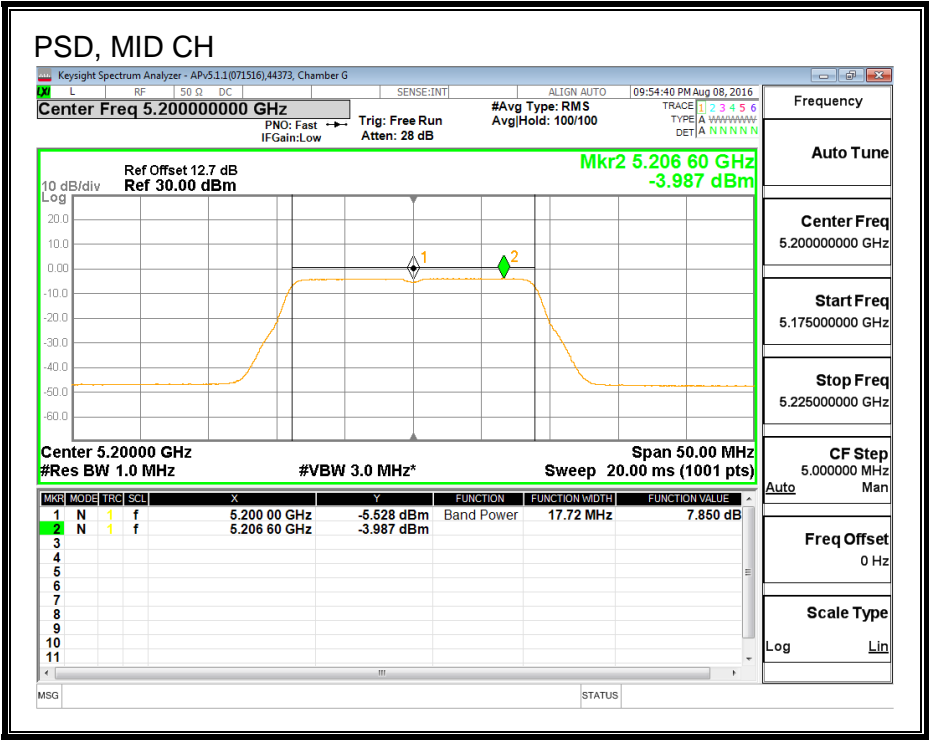 PSD, MID CH
Keysight Spectrum Analyzer - APv5.1.1(071516),44373, Chamber G
LXI L RF 50 Ω DC SENSE:INT ALIGN AUTO 09:54:40 PM Aug 08, 2016
Center Freq 5.200000000 GHz
PNO: Fast
IFGain:Low
Trig: Free Run
Atten: 28 dB
#Avg Type: RMS
Avg|Hold: 100/100
TRACE 1 2 3 4 5 6
TYPE A WWWWW
DET A N N N N N
Mkr2 5.206 60 GHz
-3.987 dBm
Ref Offset 12.7 dB
10 dB/div Ref 30.00 dBm
Log
20.0
10.0
0.00
-10.0
-20.0
-30.0
-40.0
-50.0
-60.0
1
2
Center 5.20000 GHz Span 50.00 MHz
#Res BW 1.0 MHz #VBW 3.0 MHz* Sweep 20.00 ms (1001 pts)
MKR MODE TRC SCL X Y FUNCTION FUNCTION WIDTH FUNCTION VALUE
1 N 1 f 5.200 00 GHz -5.528 dBm Band Power 17.72 MHz 7.850 dB
2 N 1 f 5.206 60 GHz -3.987 dBm
3
4
5
6
7
8
9
10
11
MSG STATUS
Frequency
Auto Tune
Center Freq
5.200000000 GHz
Start Freq
5.175000000 GHz
Stop Freq
5.225000000 GHz
CF Step
5.000000 MHz
Auto Man
Freq Offset
0 Hz
Scale Type
Log Lin